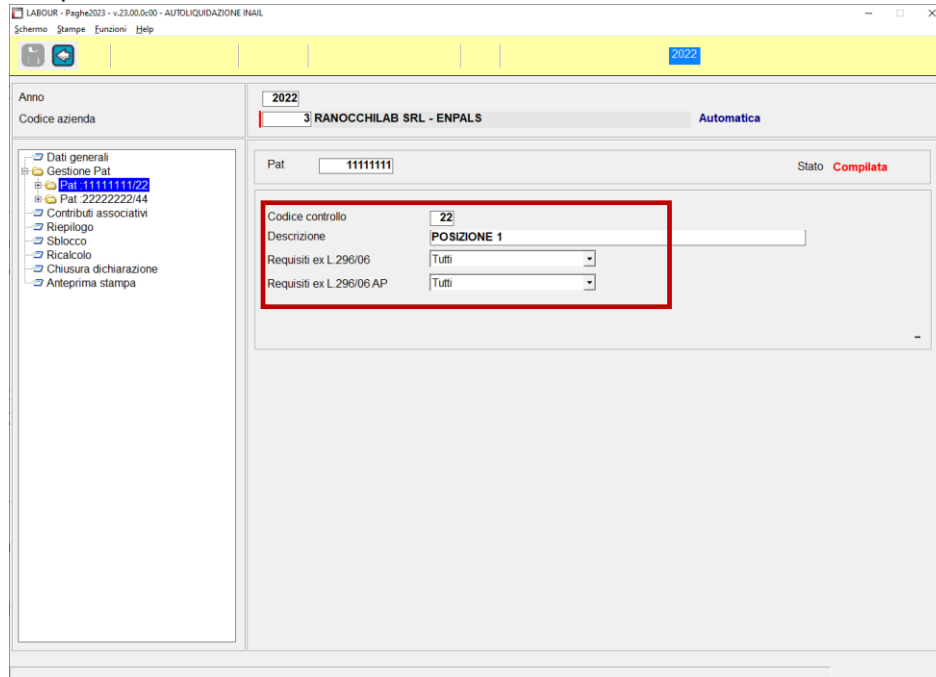 LABOUR - Paghe2023 - v.23.00.0c00 - AUTOLIQUIDAZIONE INAIL
Schermo Stampe Funzioni Help
2022
Anno 2022
Codice azienda 3 RANOCCHILAB SRL - ENPALS Automatica
Dati generali
Gestione Pat
Pat :11111111/22
Pat :22222222/44
Contributi associativi
Riepilogo
Sblocco
Ricalcolo
Chiusura dichiarazione
Anteprima stampa
Pat 11111111 Stato Compilata
Codice controllo 22
Descrizione POSIZIONE 1
Requisiti ex L.296/06 Tutti
Requisiti ex L.296/06 AP Tutti